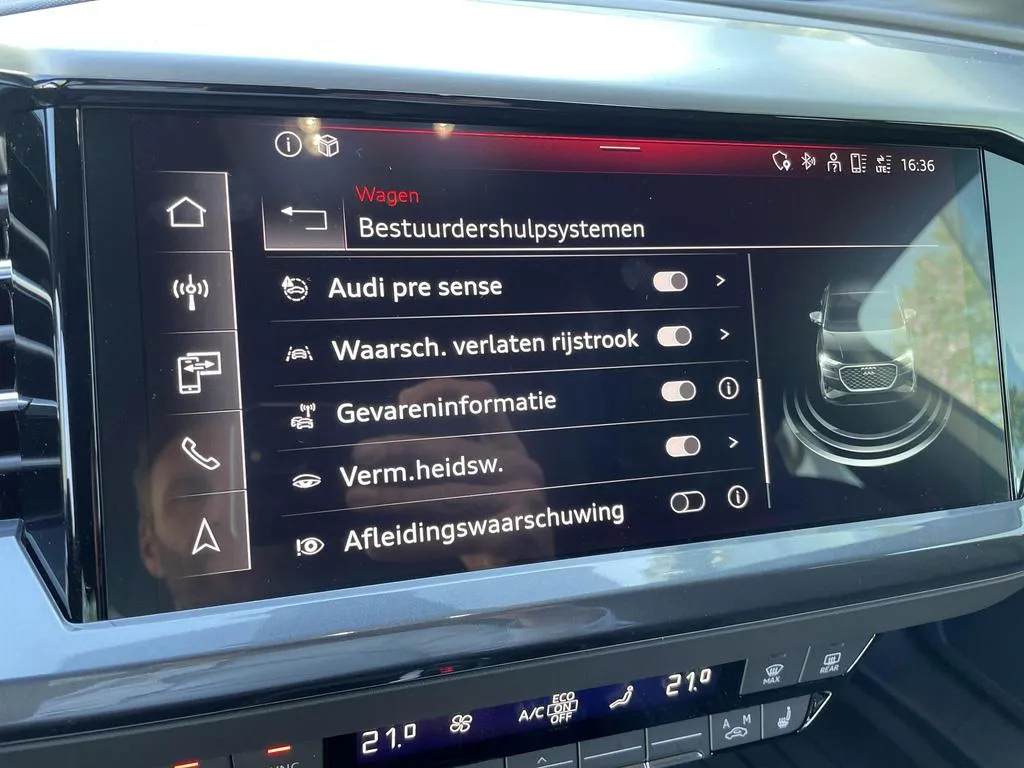 16:36
LTE
Wagen
Bestuurdershulpsystemen
Audi pre sense
Waarsch. verlaten rijstrook
Gevareninformatie
Verm.heidsw.
Afleidingswaarschuwing
21.0
A/C
ECO
ON
OFF
21.0
MAX
REAR
A M